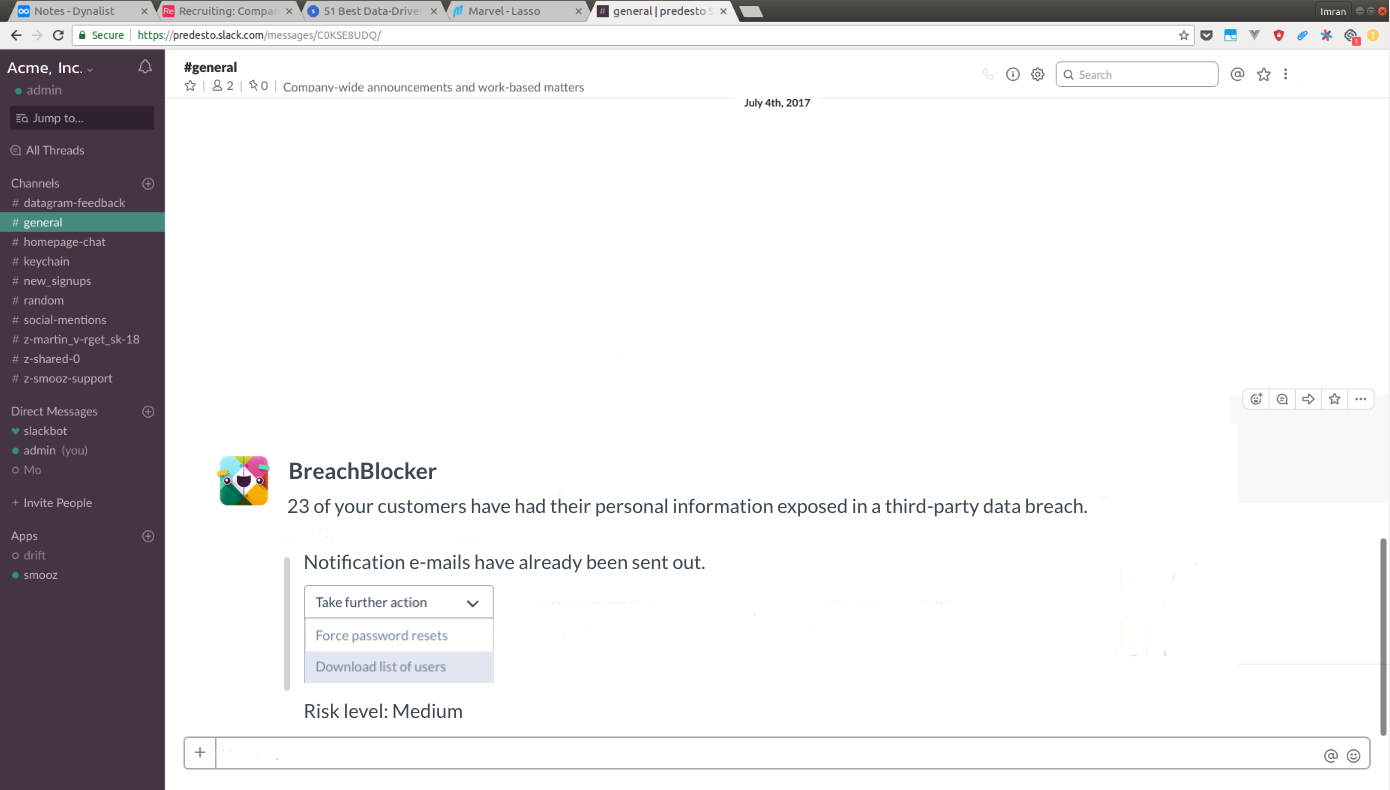 Notes - Dynalist
Recruiting: Compan
51 Best Data-Driven
Marvel - Lasso
general | predesto S
Imran
Secure
https://predesto.slack.com/messages/C0KSE8UDQ/
Acme, Inc.
admin
Jump to...
All Threads
Channels
# datagram-feedback
# general
# homepage-chat
# keychain
# new_signups
# random
# social-mentions
# z-martin_v-rget_sk-18
# z-shared-0
# z-smooz-support
Direct Messages
slackbot
admin (you)
Mo
+ Invite People
Apps
drift
smooz
#general
2 | 0 | Company-wide announcements and work-based matters
Search
July 4th, 2017
BreachBlocker
23 of your customers have had their personal information exposed in a third-party data breach.
Notification e-mails have already been sent out.
Take further action
Force password resets
Download list of users
Risk level: Medium